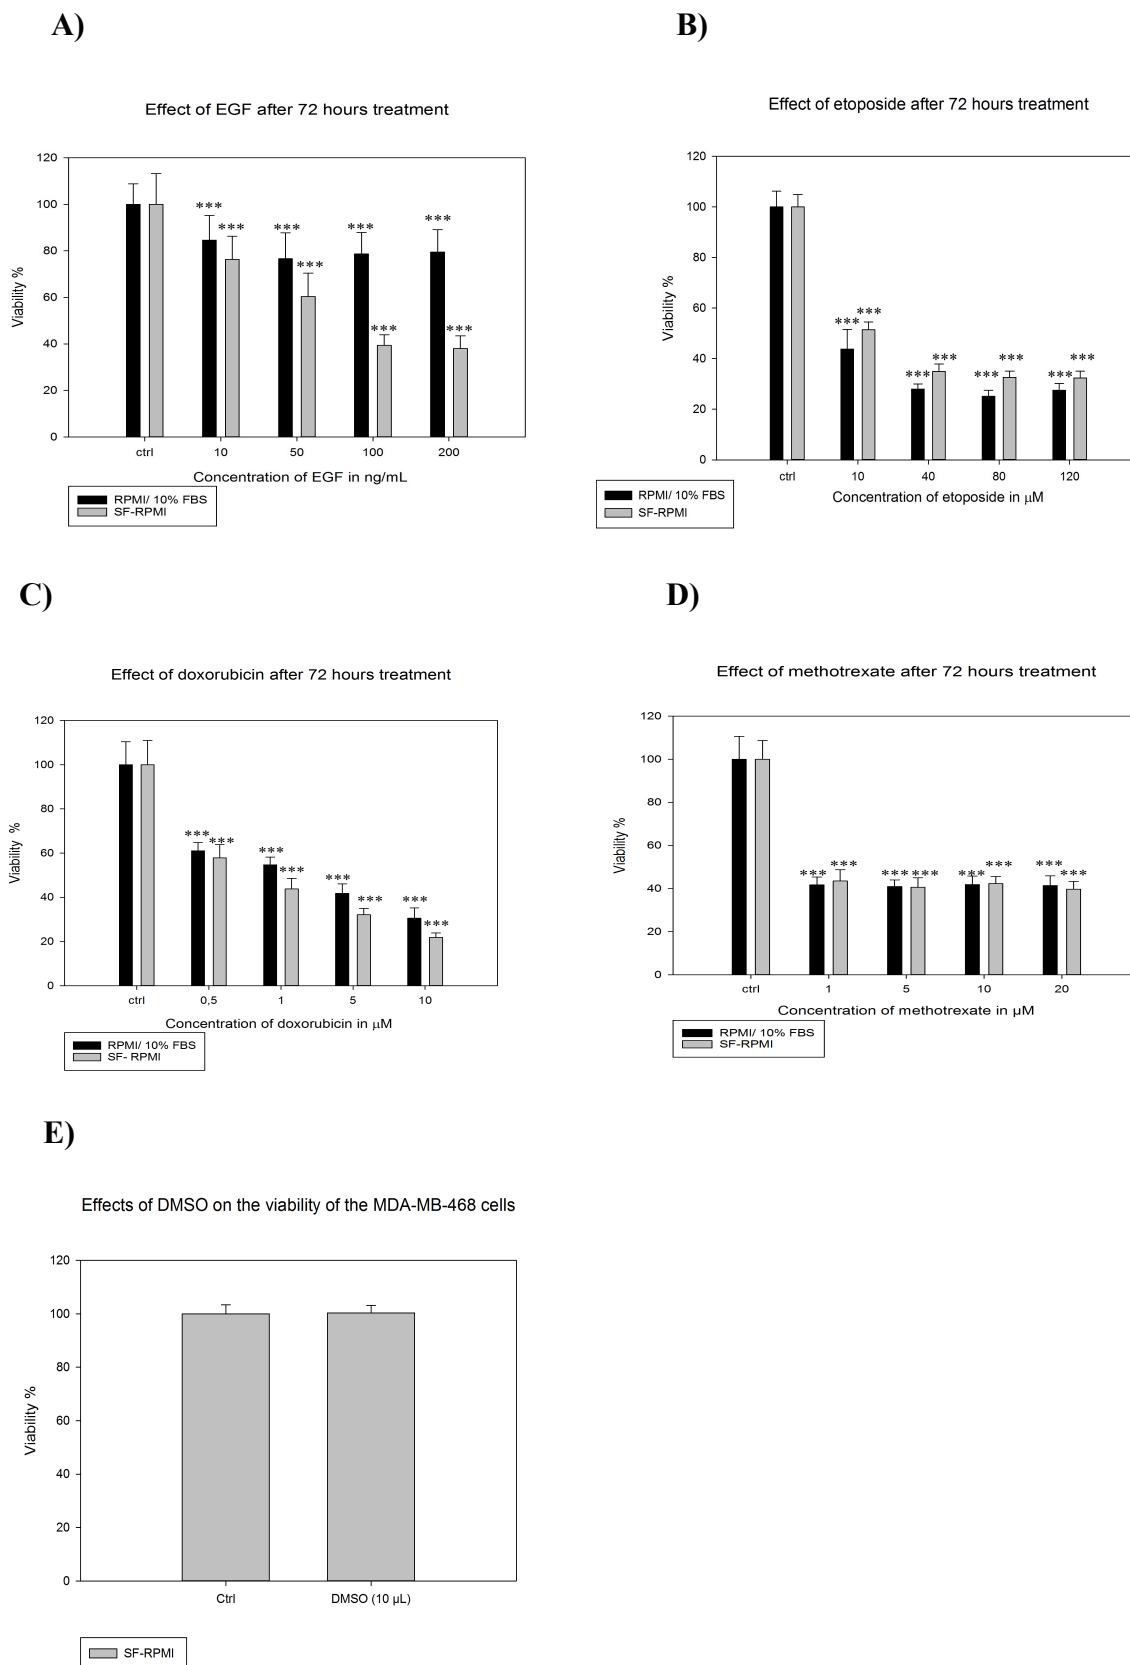 A)
Effect of EGF after 72 hours treatment
120
100
80
60
40
20
0
Viability %
*** *** *** *** *** *** *** ***
ctrl 10 50 100 200
Concentration of EGF in ng/mL
RPMI/ 10% FBS
SF-RPMI
B)
Effect of etoposide after 72 hours treatment
120
100
80
60
40
20
0
Viability %
*** *** *** *** *** *** *** ***
ctrl 10 40 80 120
Concentration of etoposide in μM
RPMI/ 10% FBS
SF-RPMI
C)
Effect of doxorubicin after 72 hours treatment
120
100
80
60
40
20
0
Viability %
*** *** *** *** *** *** *** ***
ctrl 0,5 1 5 10
Concentration of doxorubicin in μM
RPMI/ 10% FBS
SF- RPMI
D)
Effect of methotrexate after 72 hours treatment
120
100
80
60
40
20
0
Viability %
*** *** *** *** *** *** *** ***
ctrl 1 5 10 20
Concentration of methotrexate in µM
RPMI/ 10% FBS
SF-RPMI
E)
Effects of DMSO on the viability of the MDA-MB-468 cells
120
100
80
60
40
20
0
Viability %
Ctrl DMSO (10 µL)
SF-RPMI